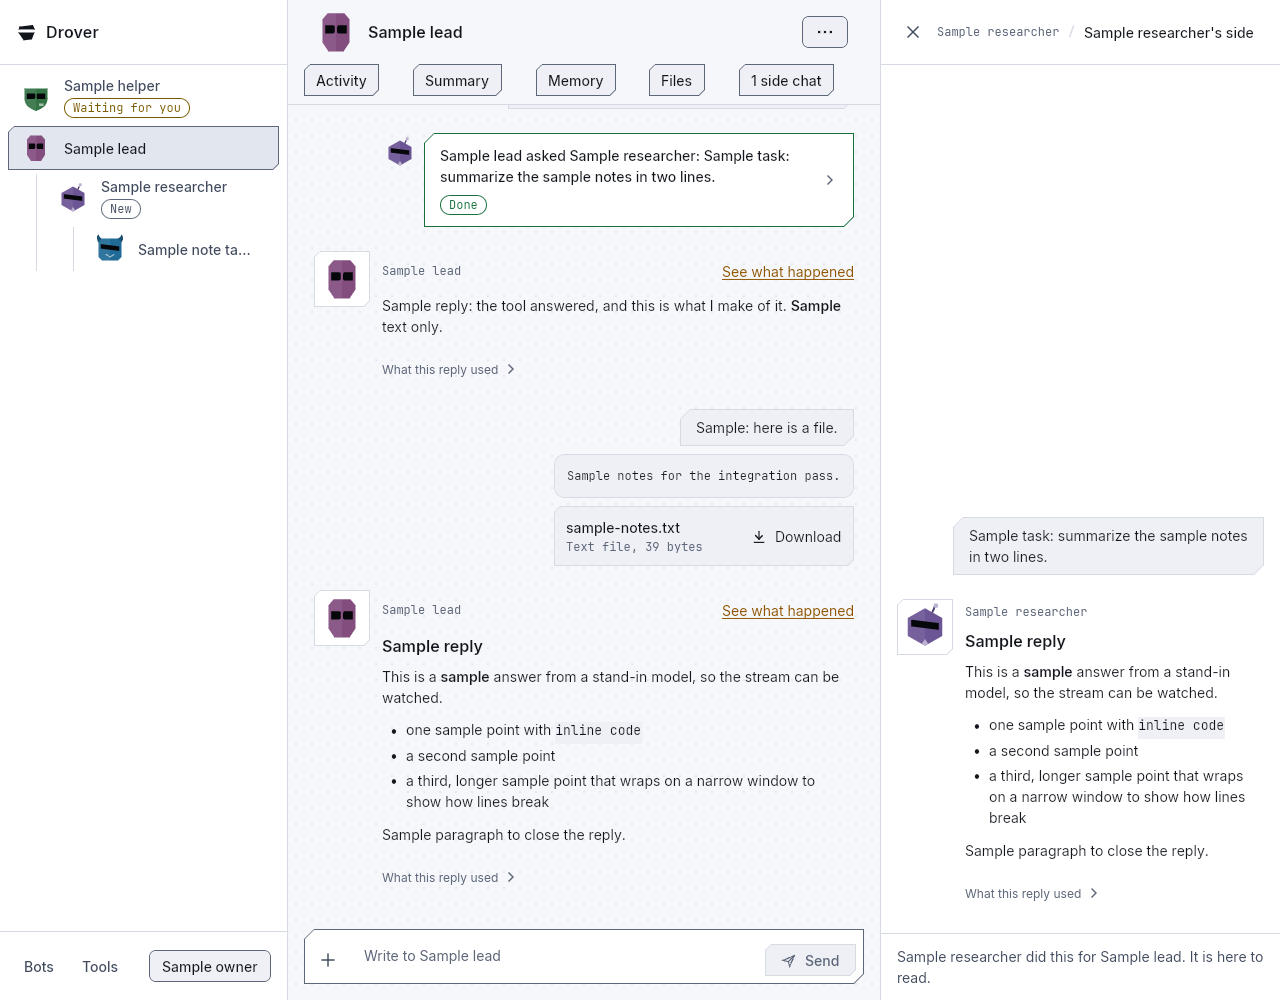 Drover
Sample helper
Waiting for you
Sample lead
Sample researcher
New
Sample note ta...
Bots
Tools
Sample owner
Sample lead
...
Activity
Summary
Memory
Files
1 side chat
Sample lead asked Sample researcher: Sample task:
summarize the sample notes in two lines.
Done
Sample lead
See what happened
Sample reply: the tool answered, and this is what I make of it. Sample
text only.
What this reply used
Sample: here is a file.
Sample notes for the integration pass.
sample-notes.txt
Text file, 39 bytes
Download
Sample lead
See what happened
Sample reply
This is a sample answer from a stand-in model, so the stream can be
watched.
• one sample point with inline code
• a second sample point
• a third, longer sample point that wraps on a narrow window to
show how lines break
Sample paragraph to close the reply.
What this reply used
Write to Sample lead
Send
Sample researcher / Sample researcher's side
Sample task: summarize the sample notes
in two lines.
Sample researcher
Sample reply
This is a sample answer from a stand-in
model, so the stream can be watched.
• one sample point with inline code
• a second sample point
• a third, longer sample point that wraps
on a narrow window to show how lines
break
Sample paragraph to close the reply.
What this reply used
Sample researcher did this for Sample lead. It is here to
read.